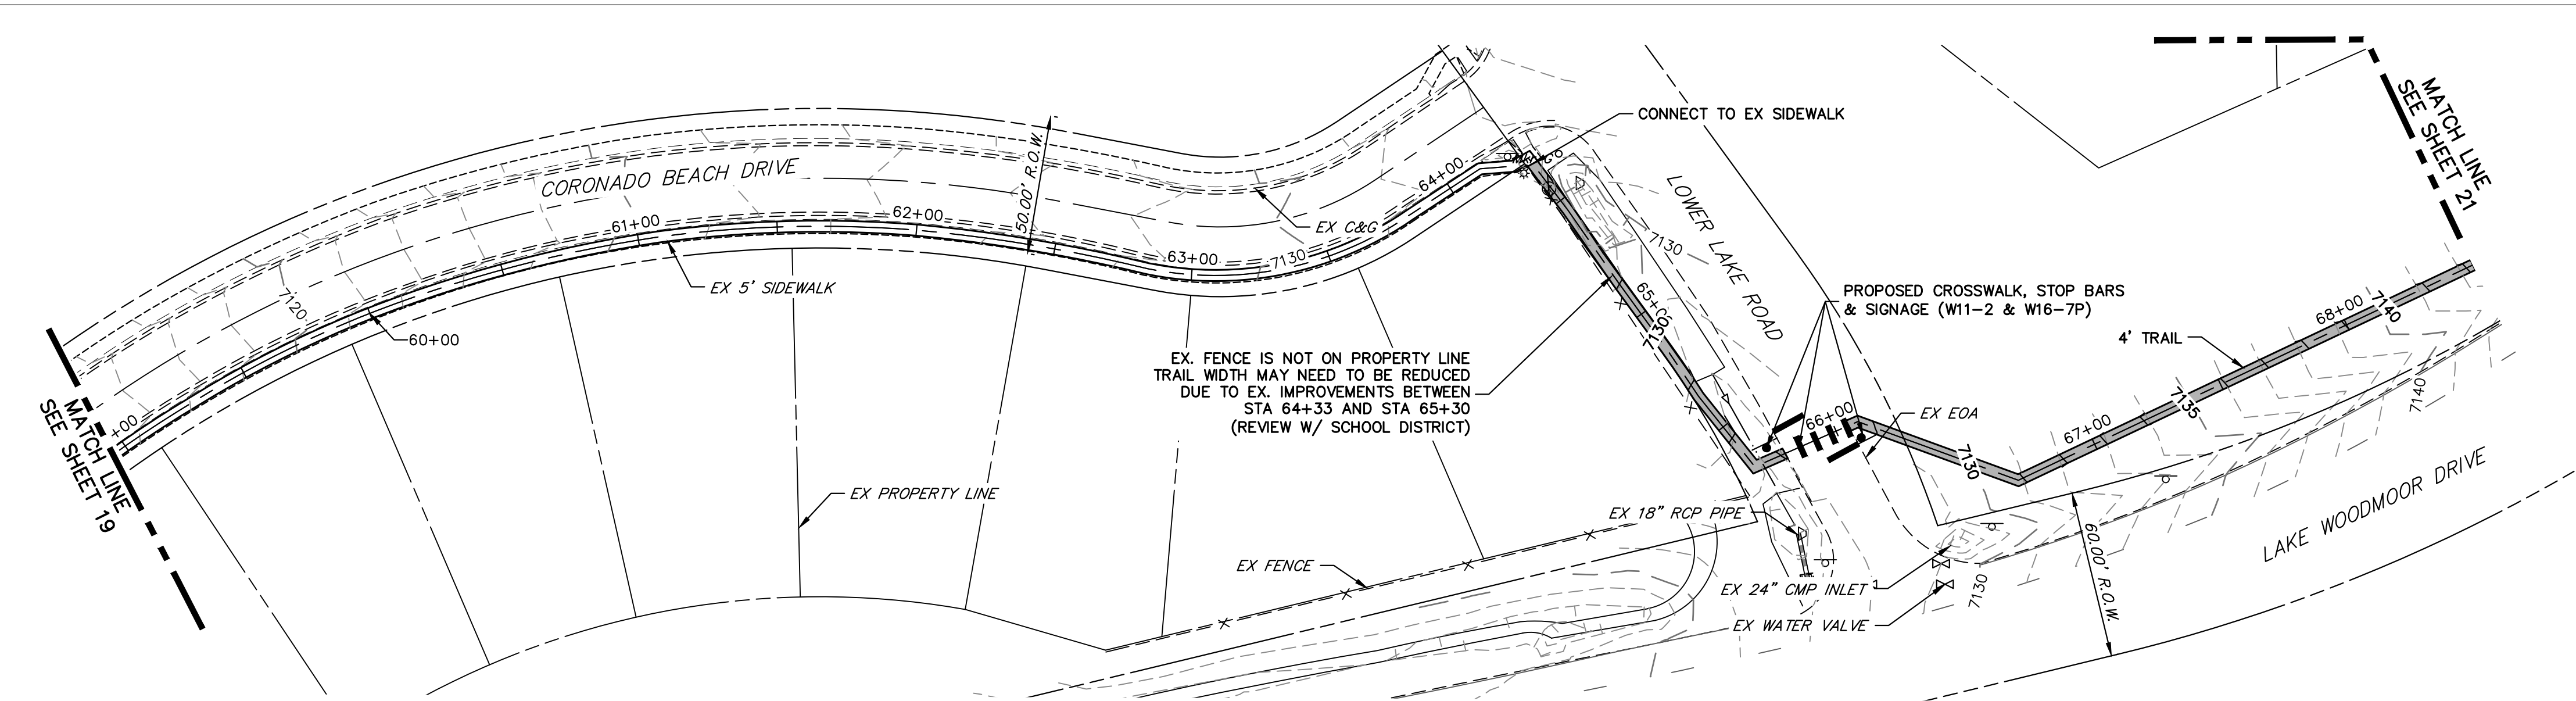 MATCH LINE
SEE SHEET 19
+00
7120
60+00
CORONADO BEACH DRIVE
61+00
EX 5' SIDEWALK
62+00
50.00' R.O.W.
EX C&G
63+00
7130
64+00
EX PROPERTY LINE
EX FENCE
CONNECT TO EX SIDEWALK
LOWER LAKE ROAD
7130
65+00
7130
EX. FENCE IS NOT ON PROPERTY LINE
TRAIL WIDTH MAY NEED TO BE REDUCED
DUE TO EX. IMPROVEMENTS BETWEEN
STA 64+33 AND STA 65+30
(REVIEW W/ SCHOOL DISTRICT)
PROPOSED CROSSWALK, STOP BARS
& SIGNAGE (W11-2 & W16-7P)
66+00
EX EOA
7130
EX 18" RCP PIPE
EX 24" CMP INLET
EX WATER VALVE
7130
67+00
7135
4' TRAIL
68+00
7140
7140
60.00' R.O.W.
LAKE WOODMOOR DRIVE
MATCH LINE
SEE SHEET 21